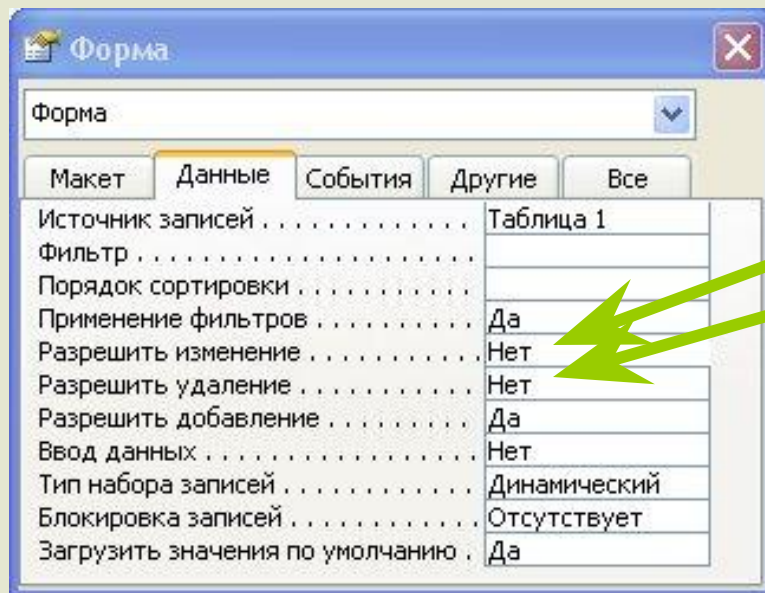 Форма
Форма
Макет Данные События Другие Все
Источник записей . . . . . . . . . . . . . Таблица 1
Фильтр . . . . . . . . . . . . . . . . . . . . .
Порядок сортировки . . . . . . . . . . .
Применение фильтров . . . . . . . . . . Да
Разрешить изменение . . . . . . . . . . . Нет
Разрешить удаление . . . . . . . . . . . Нет
Разрешить добавление . . . . . . . . . Да
Ввод данных . . . . . . . . . . . . . . . . . Нет
Тип набора записей . . . . . . . . . . . . Динамический
Блокировка записей . . . . . . . . . . . . Отсутствует
Загрузить значения по умолчанию . Да